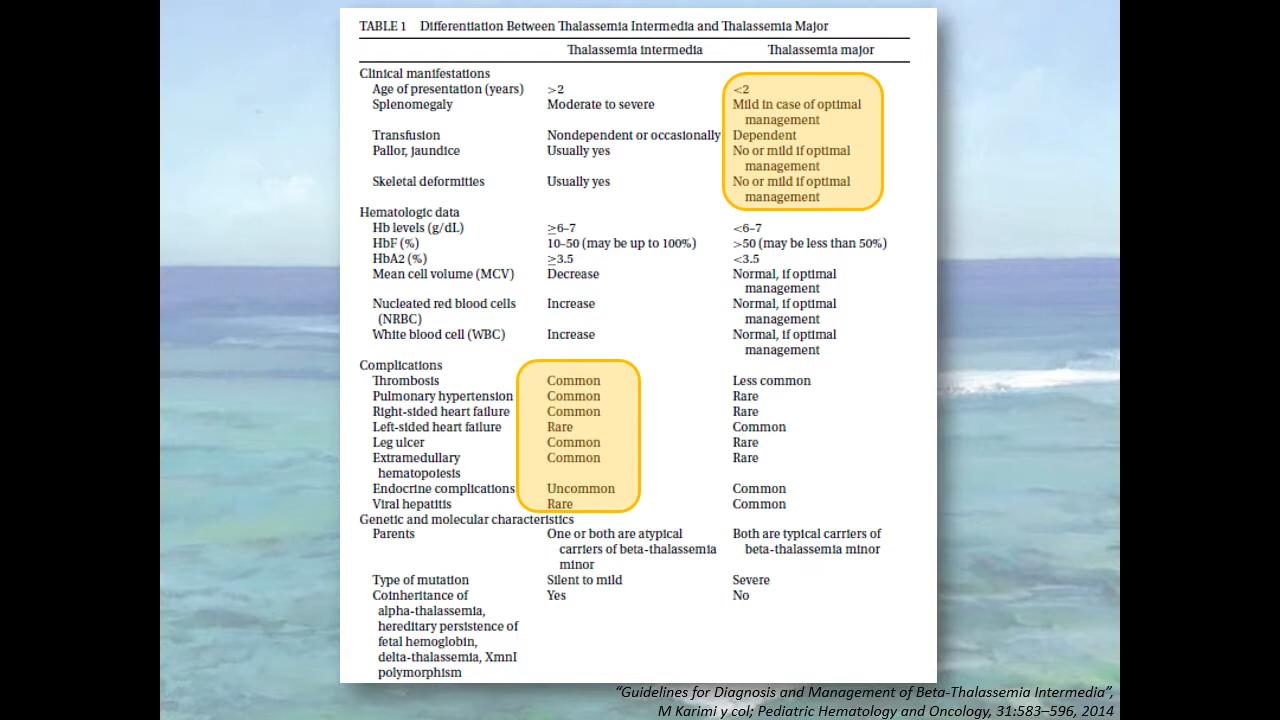 TABLE 1 Differentiation Between Thalassemia Intermedia and Thalassemia Major
Thalassemia intermedia Thalassemia major
Clinical manifestations
Age of presentation (years) >2 <2
Splenomegaly Moderate to severe Mild in case of optimal
management
Transfusion Nondependent or occasionally Dependent
Pallor, jaundice Usually yes No or mild if optimal
management
Skeletal deformities Usually yes No or mild if optimal
management
Hematologic data
Hb levels (g/dL) ≥6–7 <6–7
HbF (%) 10–50 (may be up to 100%) >50 (may be less than 50%)
HbA2 (%) ≥3.5 <3.5
Mean cell volume (MCV) Decrease Normal, if optimal
management
Nucleated red blood cells Increase Normal, if optimal
(NRBC) management
White blood cell (WBC) Increase Normal, if optimal
management
Complications
Thrombosis Common Less common
Pulmonary hypertension Common Rare
Right-sided heart failure Common Rare
Left-sided heart failure Rare Common
Leg ulcer Common Rare
Extramedullary Common Rare
hematopoiesis
Endocrine complications Uncommon Common
Viral hepatitis Rare Common
Genetic and molecular characteristics
Parents One or both are atypical Both are typical carriers of
carriers of beta-thalassemia beta-thalassemia minor
minor
Type of mutation Silent to mild Severe
Coinheritance of Yes No
alpha-thalassemia,
hereditary persistence of
fetal hemoglobin,
delta-thalassemia, XmnI
polymorphism
“Guidelines for Diagnosis and Management of Beta-Thalassemia Intermedia”,
M Karimi y col; Pediatric Hematology and Oncology, 31:583–596, 2014